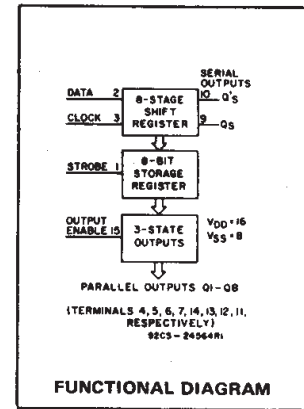 SERIAL
OUTPUTS
DATA 2
10 Q'S
8-STAGE
SHIFT
REGISTER
CLOCK 3
9 QS
8-BIT
STORAGE
REGISTER
STROBE 1
3-STATE
OUTPUTS
OUTPUT
ENABLE 15
VDD = 16
VSS = 8
PARALLEL OUTPUTS Q1-Q8
(TERMINALS 4, 5, 6, 7, 14, 13, 12, 11,
RESPECTIVELY)
92CS-24564R1
FUNCTIONAL DIAGRAM